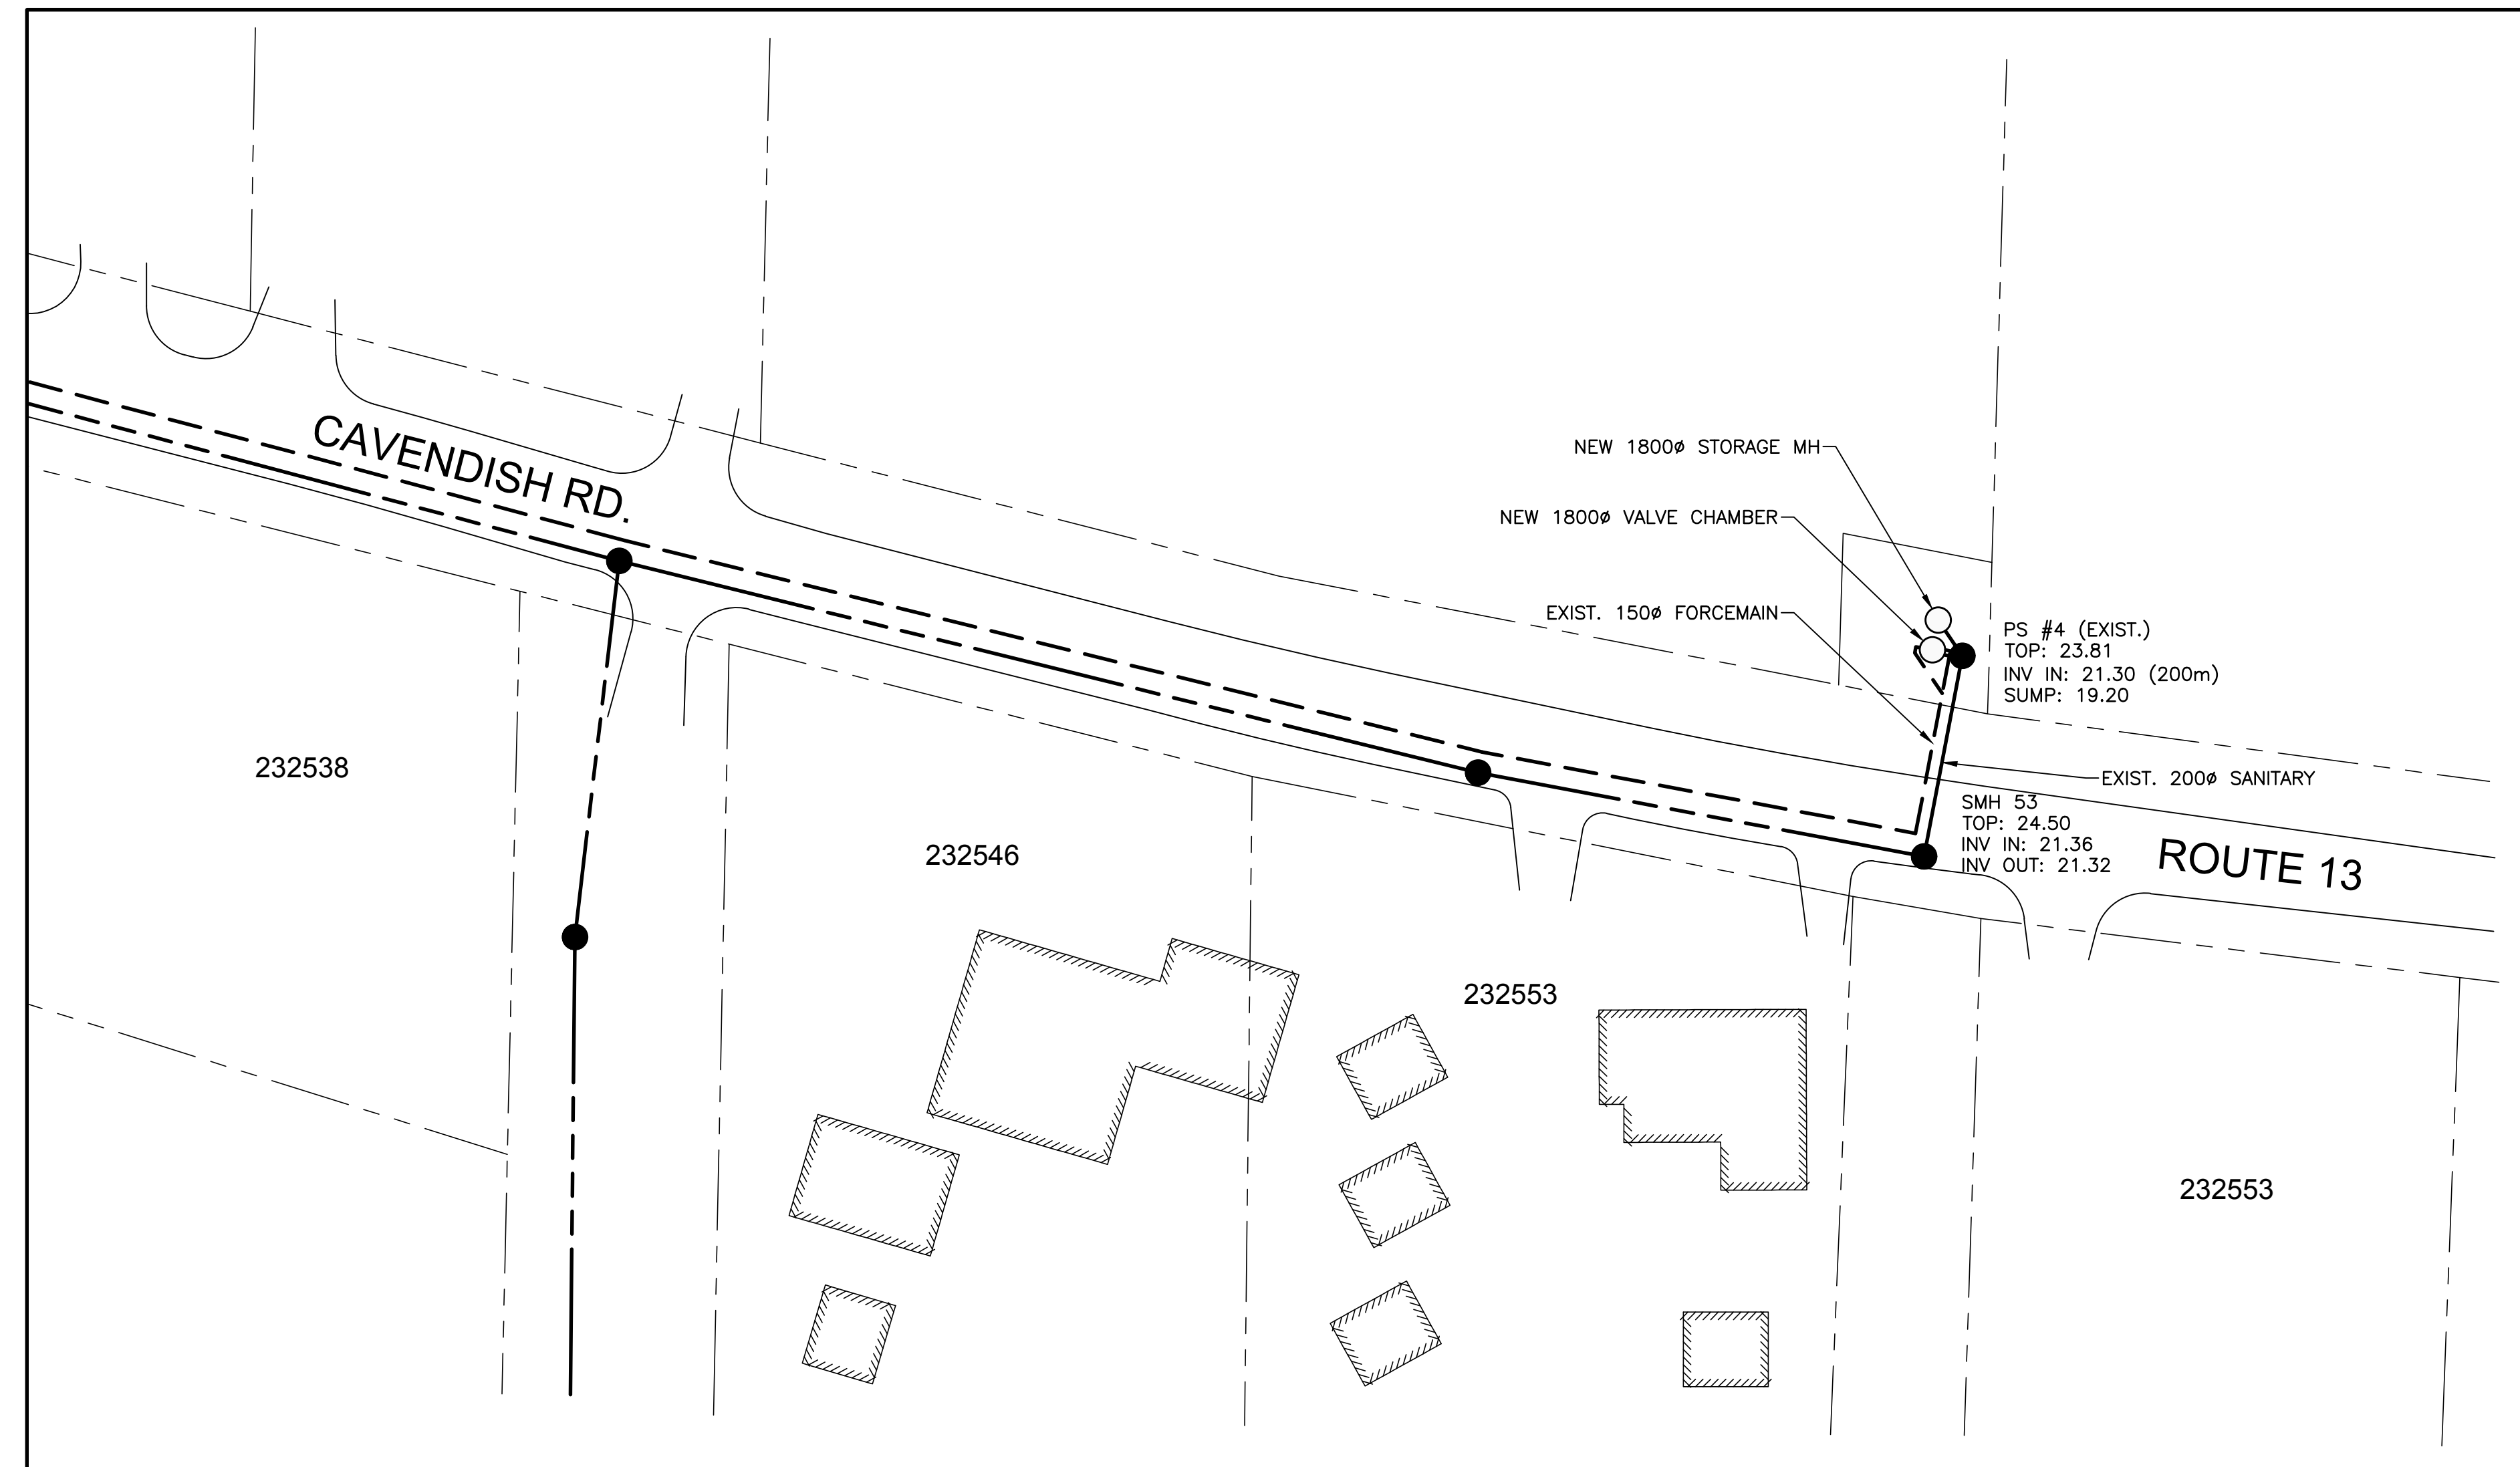 CAVENDISH RD.
NEW 1800ø STORAGE MH
NEW 1800ø VALVE CHAMBER
EXIST. 150ø FORCEMAIN
PS #4 (EXIST.)
TOP: 23.81
INV IN: 21.30 (200m)
SUMP: 19.20
EXIST. 200ø SANITARY
SMH 53
TOP: 24.50
INV IN: 21.36
INV OUT: 21.32
ROUTE 13
232538
232546
232553
232553